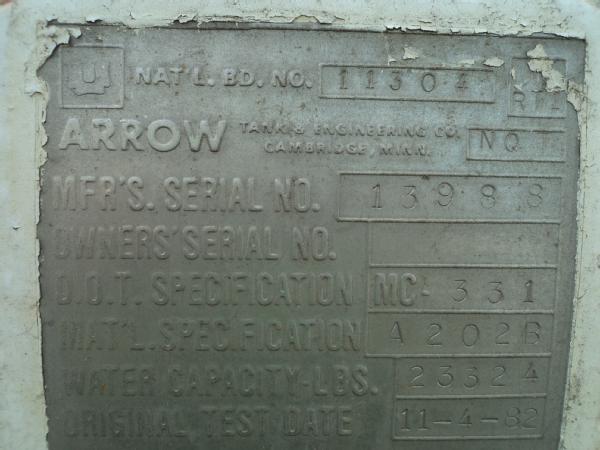 U NAT'L. BD. NO. 11304
ARROW TANK & ENGINEERING CO.
CAMBRIDGE, MINN. NQT
MFR'S. SERIAL NO. 13988
OWNERS' SERIAL NO.
D.O.T. SPECIFICATION MC-331
MAT'L. SPECIFICATION A202B
WATER CAPACITY-LBS. 23324
ORIGINAL TEST DATE 11-4-82